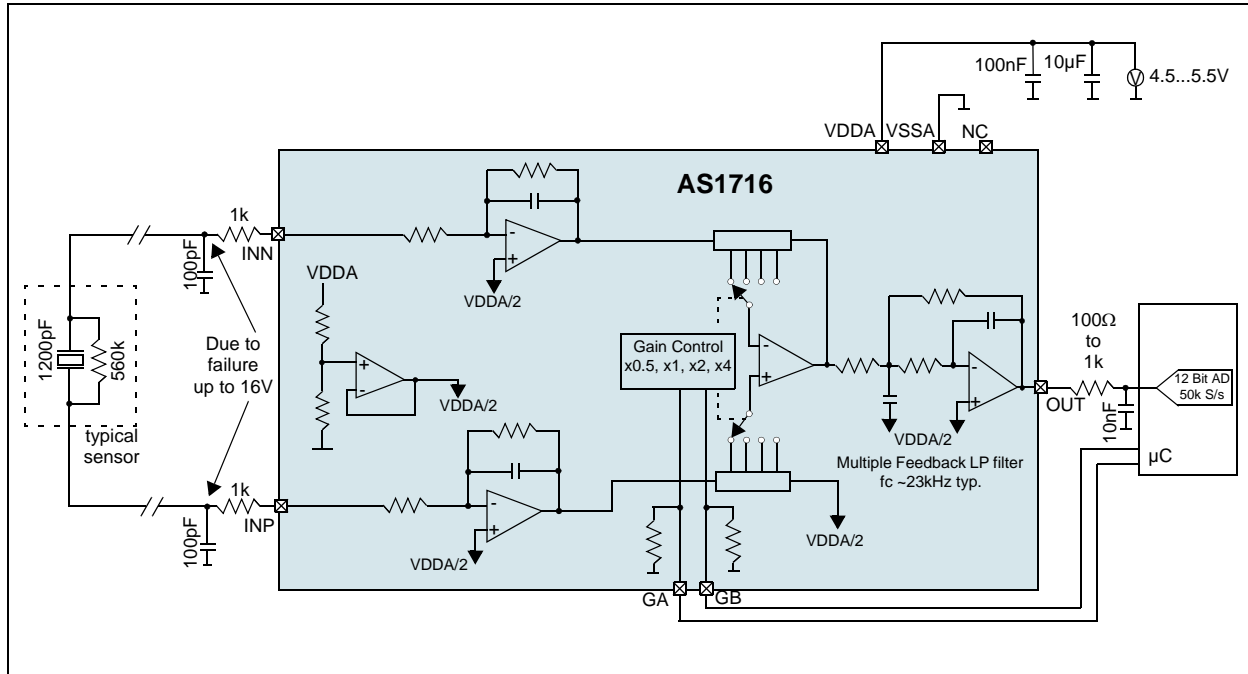 100nF
10µF
4.5...5.5V
VDDA
VSSA
NC
AS1716
1k
INN
100pF
VDDA/2
VDDA
1200pF
560k
Due to
failure
up to 16V
typical
sensor
VDDA/2
Gain Control
x0.5, x1, x2, x4
100Ω
to
1k
12 Bit AD
50k S/s
OUT
10nF
VDDA/2
Multiple Feedback LP filter
fc ~23kHz typ.
µC
1k
INP
100pF
VDDA/2
VDDA/2
GA
GB